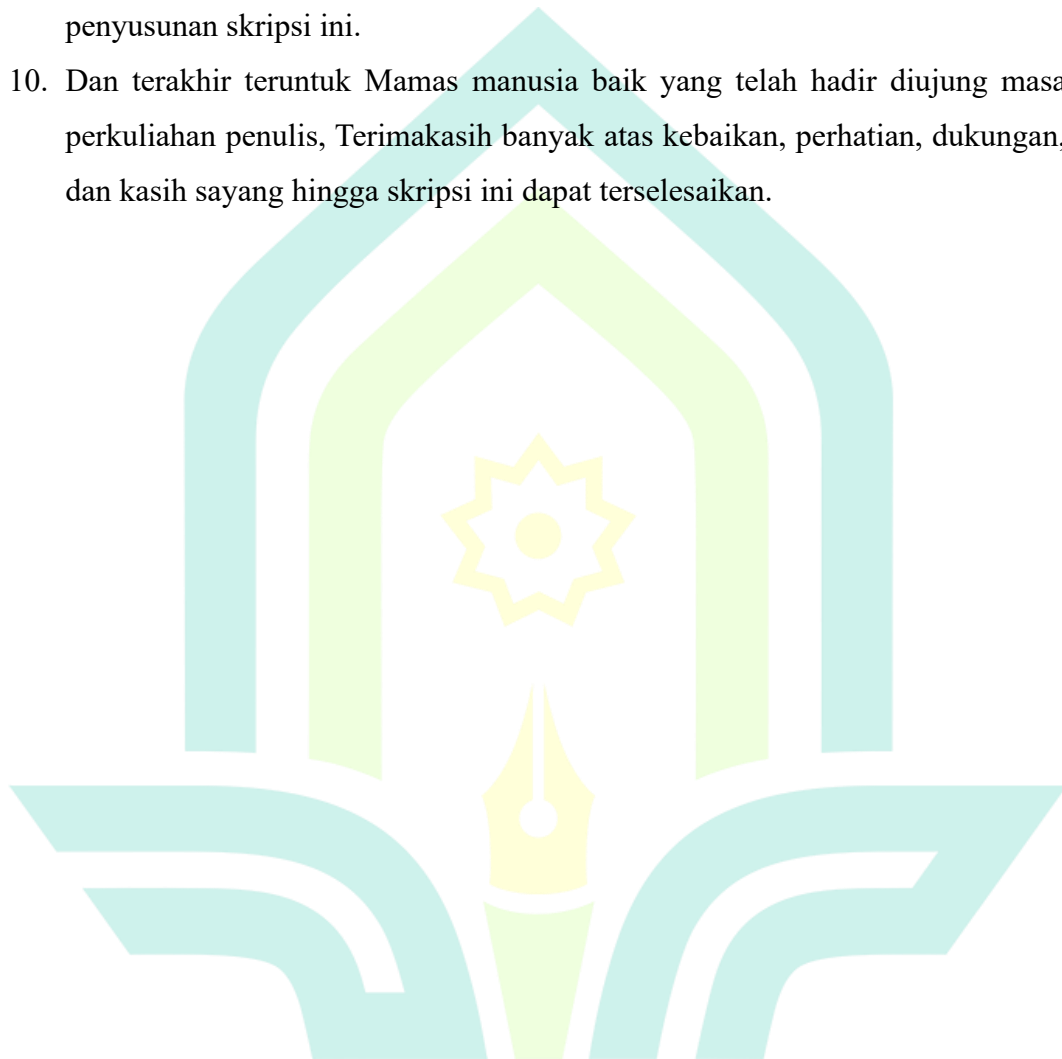 penyusunan skripsi ini.
10. Dan terakhir teruntuk Mamas manusia baik yang telah hadir diujung masa
perkuliahan penulis, Terimakasih banyak atas kebaikan, perhatian, dukungan,
dan kasih sayang hingga skripsi ini dapat terselesaikan.